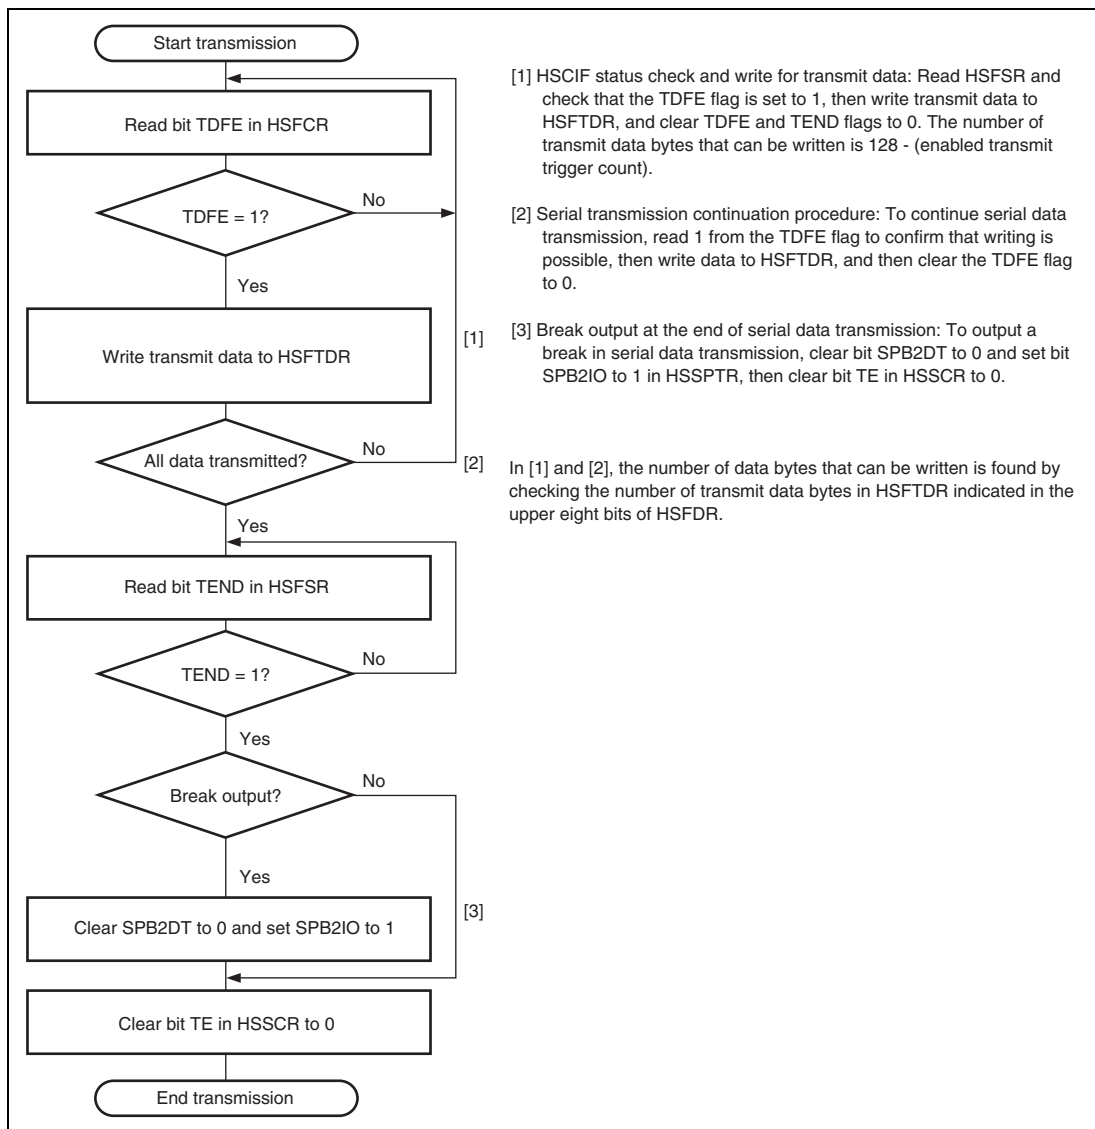 Start transmission
Read bit TDFE in HSFCR
TDFE = 1?
No
Yes
Write transmit data to HSFTDR
[1]
All data transmitted?
No
[2]
Yes
Read bit TEND in HSFSR
TEND = 1?
No
Yes
Break output?
No
Yes
Clear SPB2DT to 0 and set SPB2IO to 1
[3]
Clear bit TE in HSSCR to 0
End transmission
[1] HSCIF status check and write for transmit data: Read HSFSR and
check that the TDFE flag is set to 1, then write transmit data to
HSFTDR, and clear TDFE and TEND flags to 0. The number of
transmit data bytes that can be written is 128 - (enabled transmit
trigger count).
[2] Serial transmission continuation procedure: To continue serial data
transmission, read 1 from the TDFE flag to confirm that writing is
possible, then write data to HSFTDR, and then clear the TDFE flag
to 0.
[3] Break output at the end of serial data transmission: To output a
break in serial data transmission, clear bit SPB2DT to 0 and set bit
SPB2IO to 1 in HSSPTR, then clear bit TE in HSSCR to 0.
In [1] and [2], the number of data bytes that can be written is found by
checking the number of transmit data bytes in HSFTDR indicated in the
upper eight bits of HSFDR.